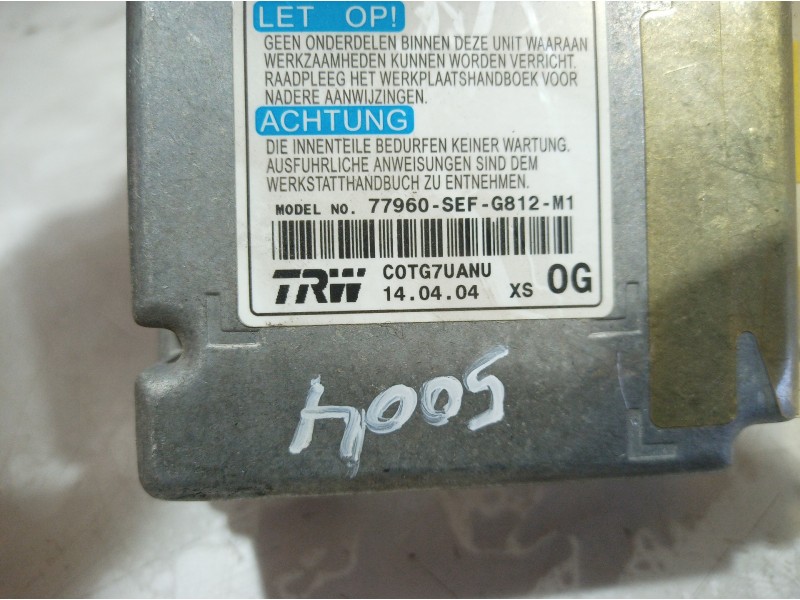 LET OP!
GEEN ONDERDELEN BINNEN DEZE UNIT WAARAAN
WERKZAAMHEDEN KUNNEN WORDEN VERRICHT.
RAADPLEEG HET WERKPLAATSHANDBOEK VOOR
NADERE AANWIJZINGEN.
ACHTUNG
DIE INNENTEILE BEDURFEN KEINER WARTUNG.
AUSFUHRLICHE ANWEISUNGEN SIND DEM
WERKSTATTHANDBUCH ZU ENTNEHMEN.
MODEL NO. 77960-SEF-G812-M1
TRW C0TG7UANU
14.04.04 XS 0G
5004